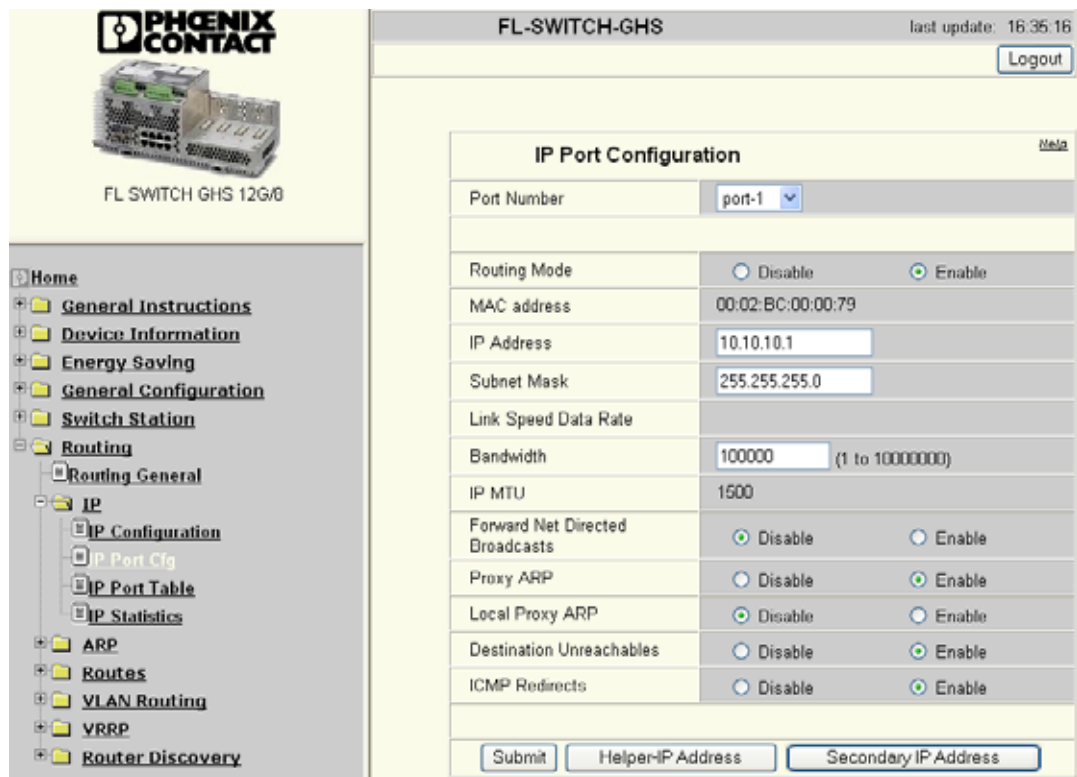 PHŒNIX
CONTACT
FL SWITCH GHS 12G/8
Home
General Instructions
Device Information
Energy Saving
General Configuration
Switch Station
Routing
Routing General
IP
IP Configuration
IP Port Cfg
IP Port Table
IP Statistics
ARP
Routes
VLAN Routing
VRRP
Router Discovery
FL-SWITCH-GHS last update: 16:35:16
Logout
IP Port Configuration Help
Port Number port-1
Routing Mode Disable Enable
MAC address 00:02:BC:00:00:79
IP Address 10.10.10.1
Subnet Mask 255.255.255.0
Link Speed Data Rate
Bandwidth 100000 (1 to 10000000)
IP MTU 1500
Forward Net Directed
Broadcasts Disable Enable
Proxy ARP Disable Enable
Local Proxy ARP Disable Enable
Destination Unreachables Disable Enable
ICMP Redirects Disable Enable
Submit Helper-IP Address Secondary IP Address